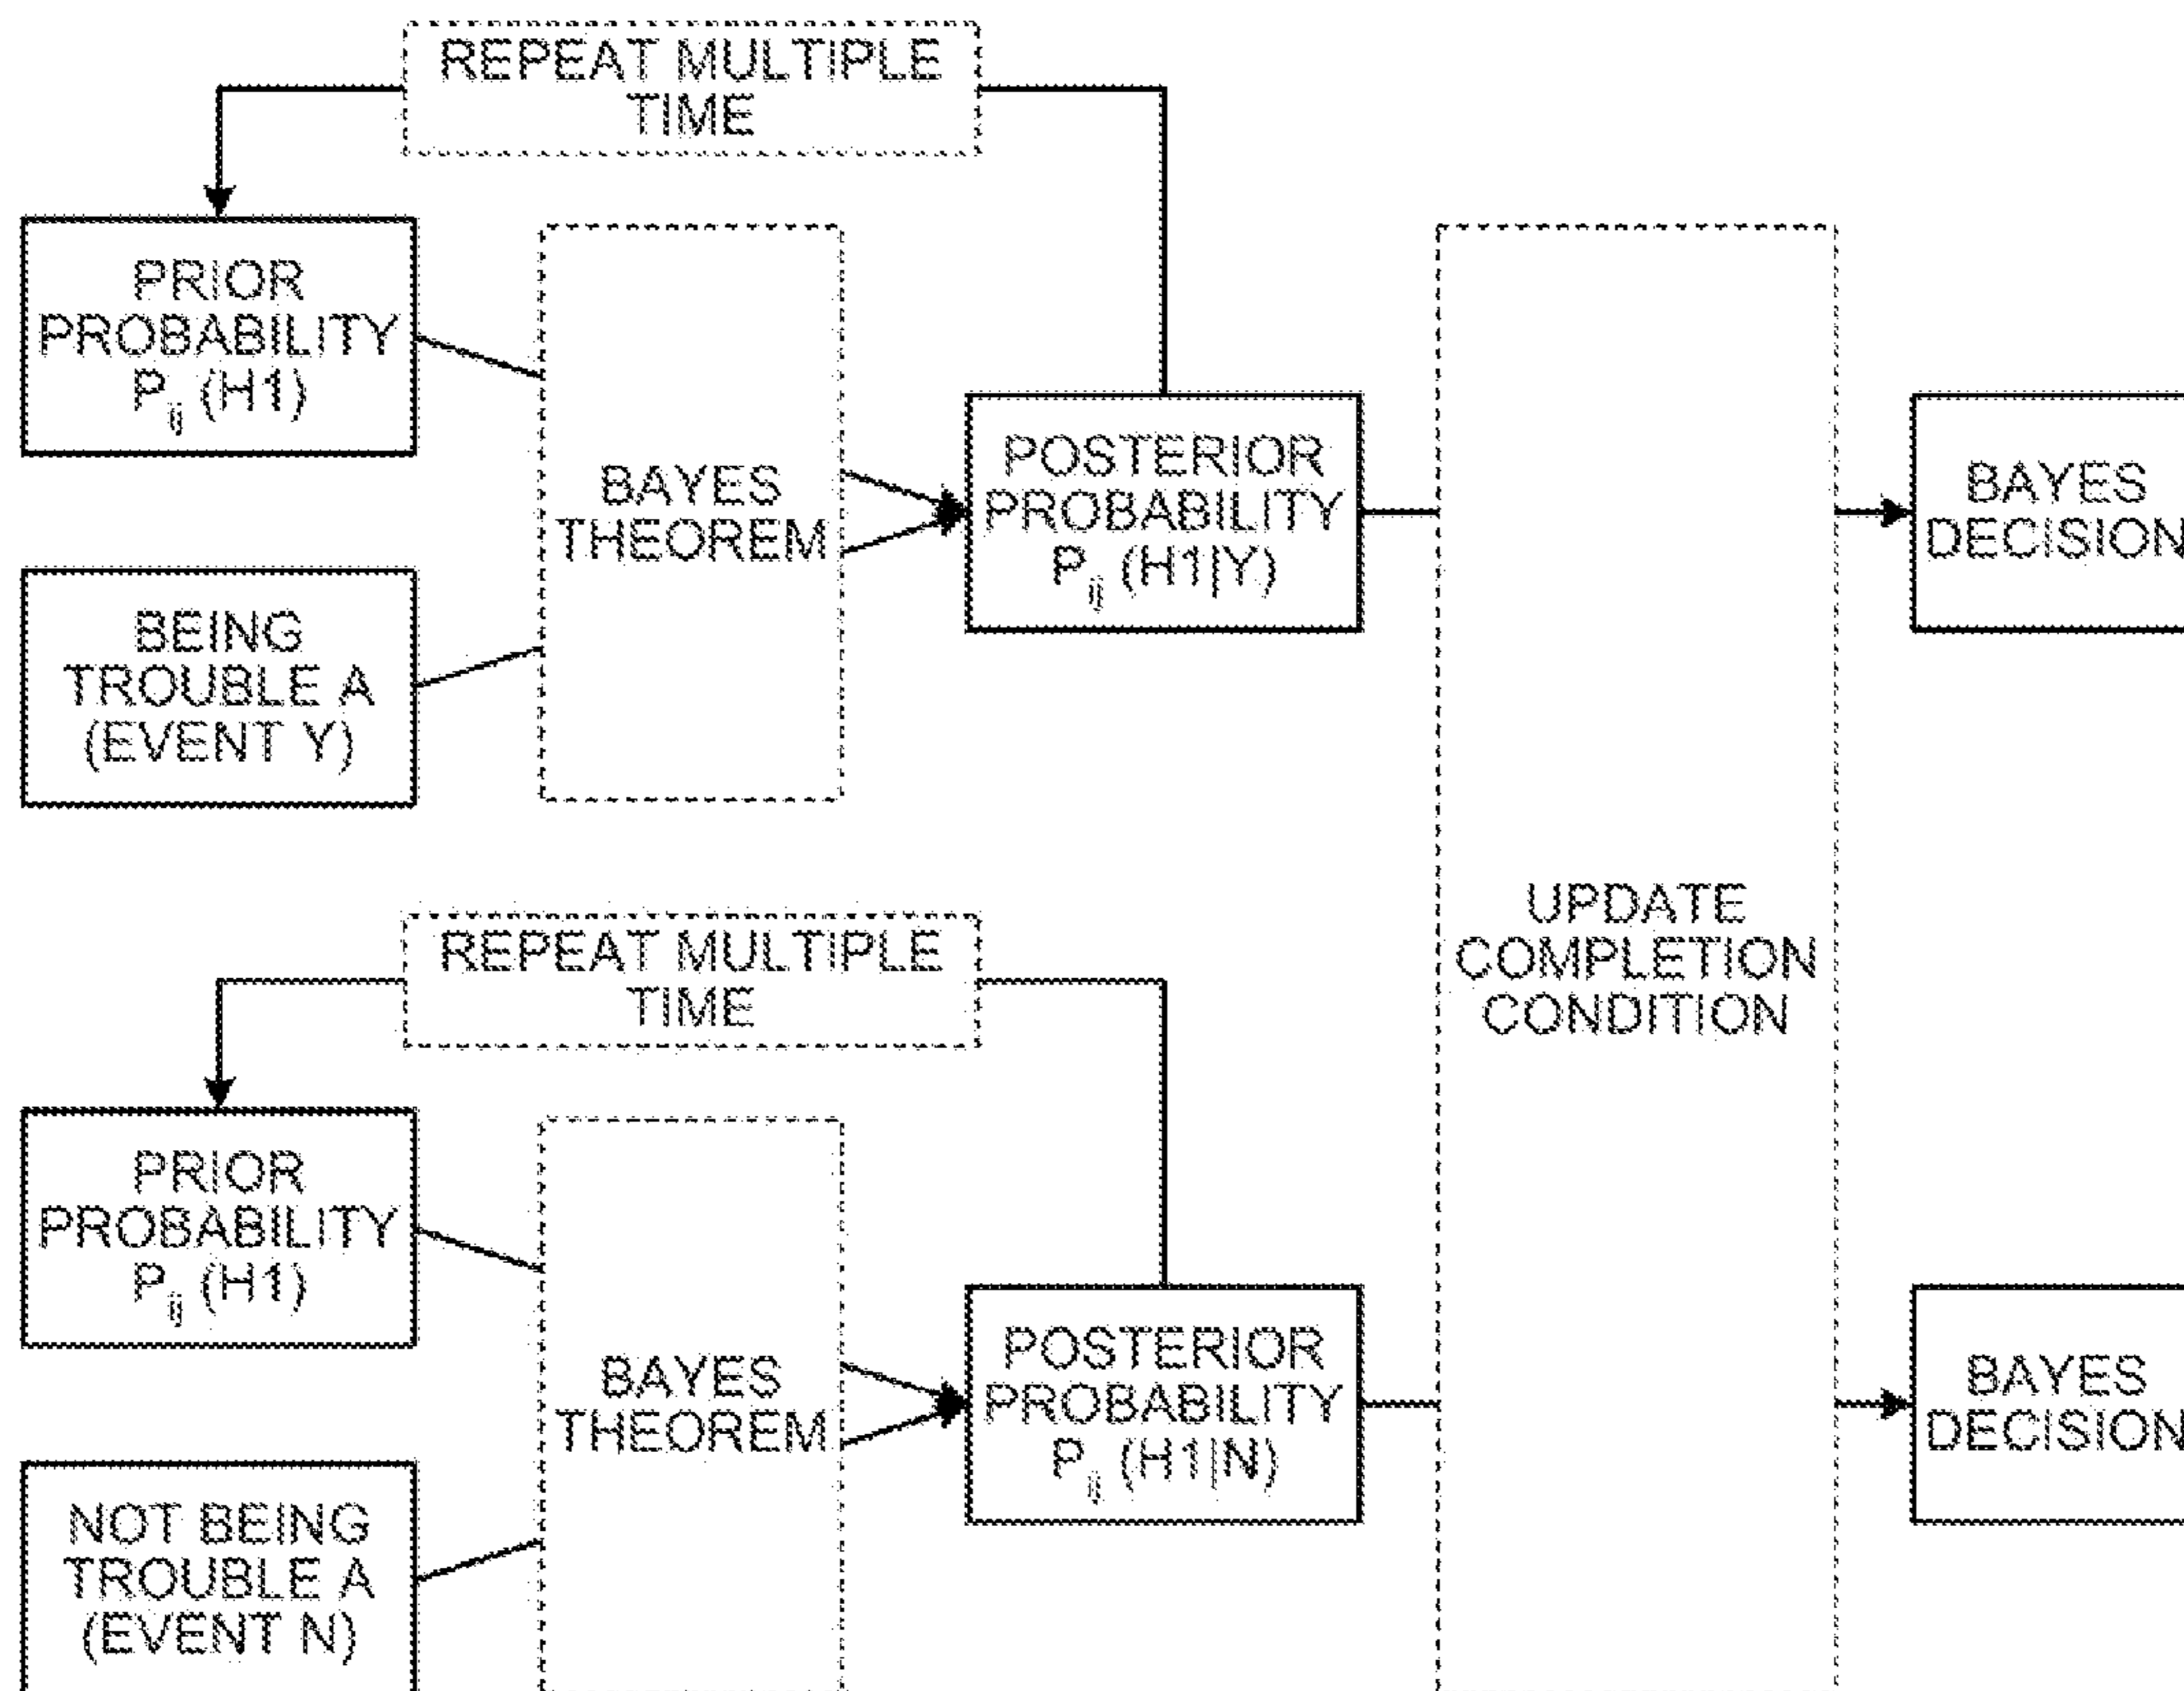 REPEAT MULTIPLE
TIME
PRIOR
PROBABILITY
Pij (H1)
BEING
TROUBLE A
(EVENT Y)
BAYES
THEOREM
POSTERIOR
PROBABILITY
Pij (H1|Y)
BAYES
DECISION
UPDATE
COMPLETION
CONDITION
REPEAT MULTIPLE
TIME
PRIOR
PROBABILITY
Pij (H1)
NOT BEING
TROUBLE A
(EVENT N)
BAYES
THEOREM
POSTERIOR
PROBABILITY
Pij (H1|N)
BAYES
DECISION